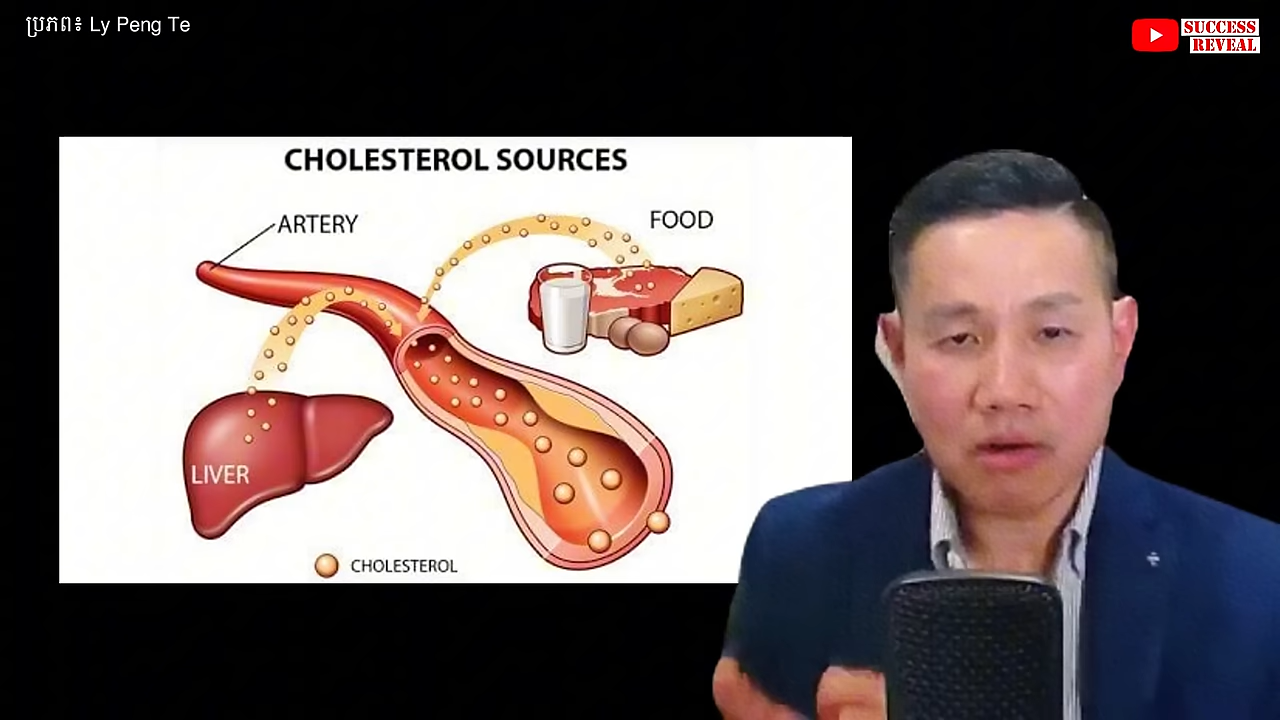 ប្រភព៖ Ly Peng Te
SUCCESS
REVEAL
CHOLESTEROL SOURCES
ARTERY
FOOD
LIVER
CHOLESTEROL